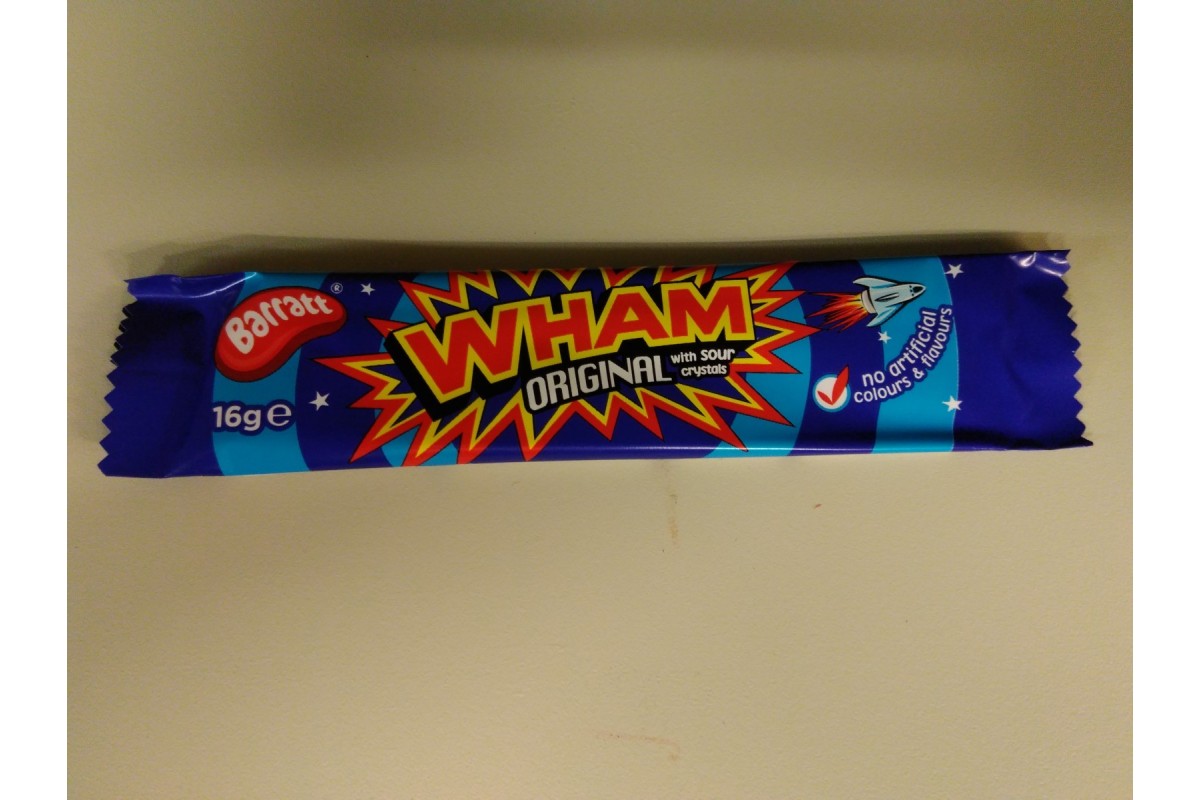 Barratt®
16g℮
WHAM
ORIGINAL
with sour
crystals
no artificial
colours & flavours